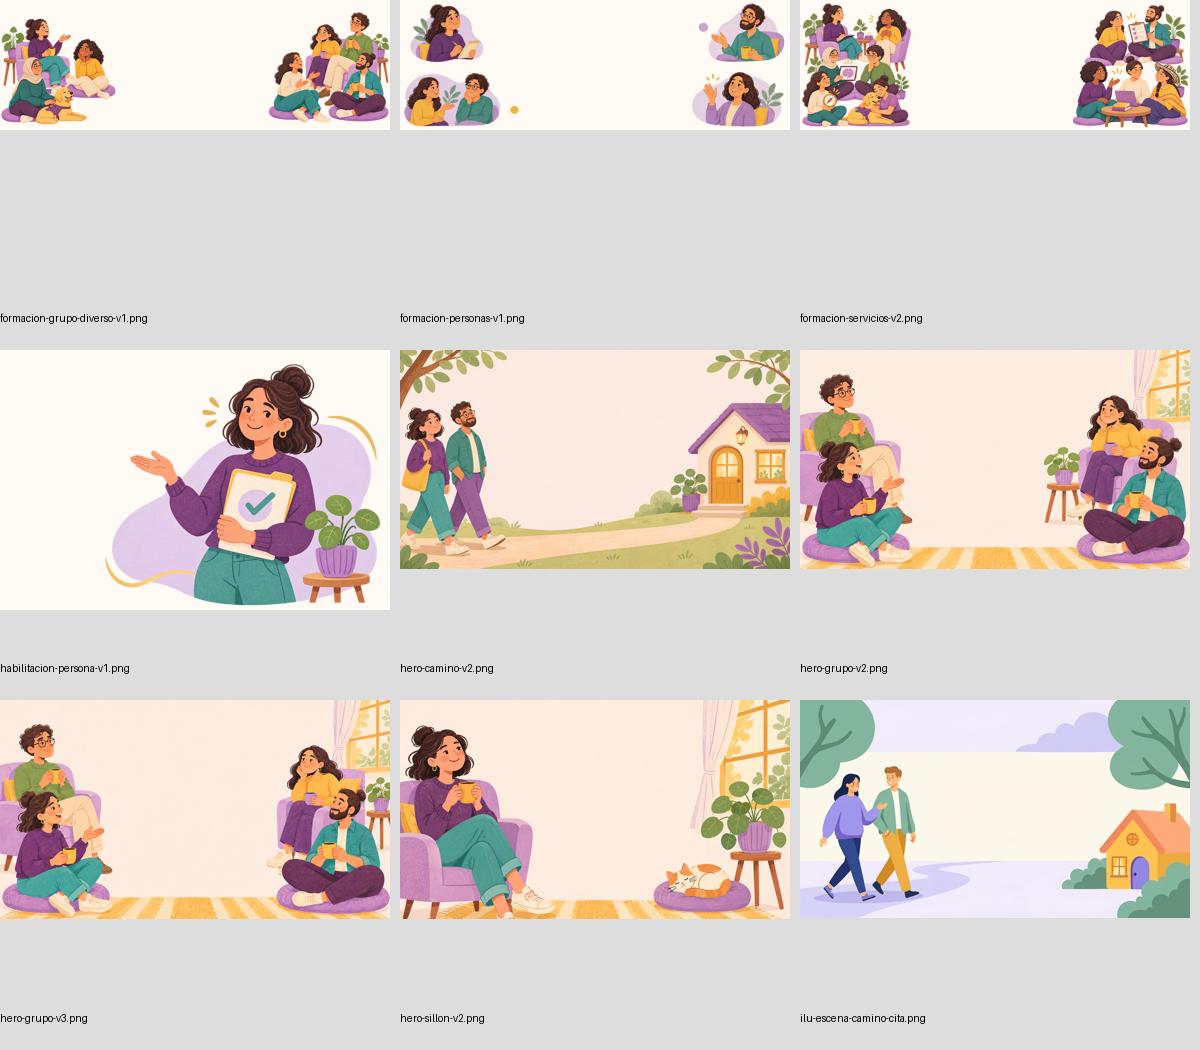 formacion-grupo-diverso-v1.png
formacion-personas-v1.png
formacion-servicios-v2.png
habilitacion-persona-v1.png
hero-camino-v2.png
hero-grupo-v2.png
hero-grupo-v3.png
hero-sillon-v2.png
ilu-escena-camino-cita.png